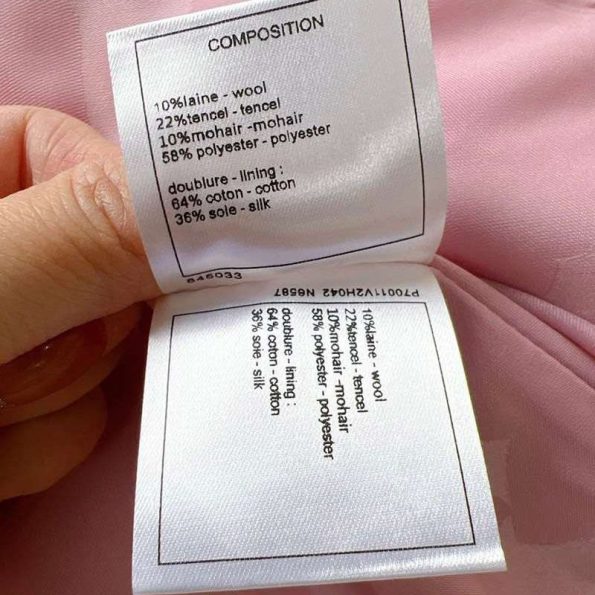 COMPOSITION
10%laine - wool
22%tencel - tencel
10%mohair -mohair
58% polyester - polyester
doublure - lining :
64% coton - cotton
36% soie - silk
646033
P70011V2H042 N6587
10%laine - wool
22%tencel - tencel
10%mohair -mohair
58% polyester - polyester
doublure - lining :
64% coton - cotton
36% soie - silk